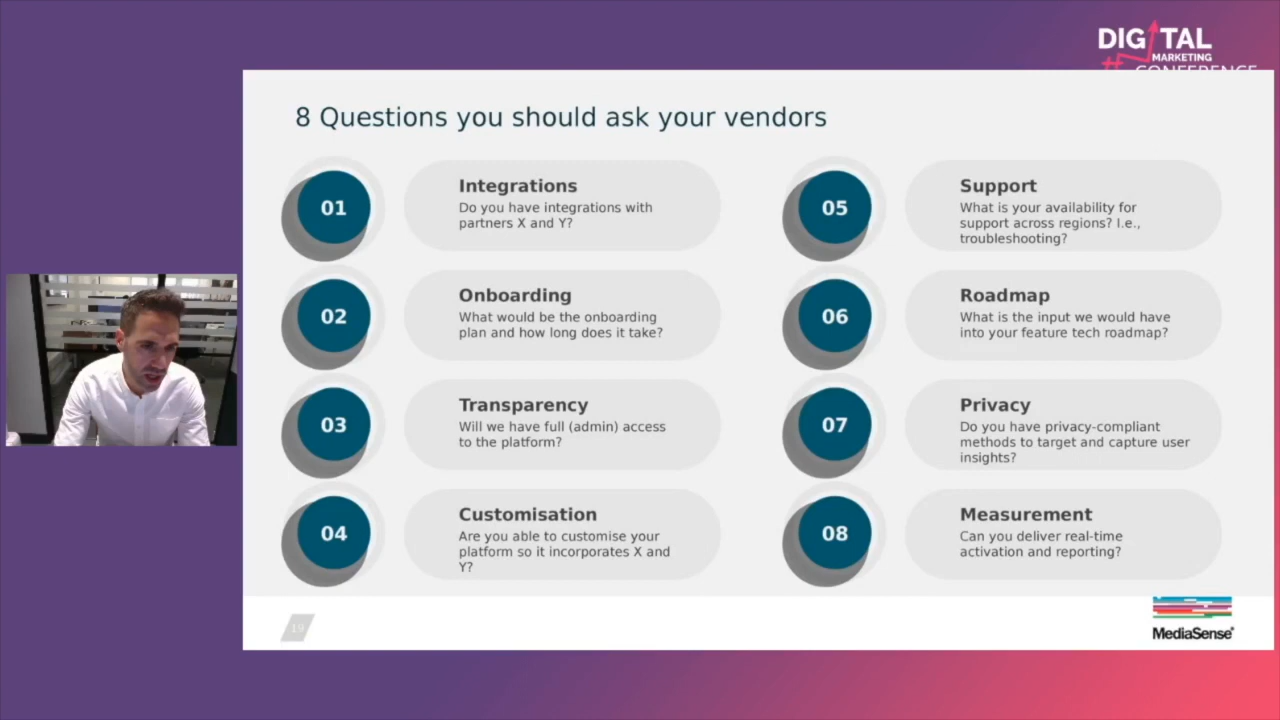 DIGITAL
MARKETING
#CONFERENCE
8 Questions you should ask your vendors
01
Integrations
Do you have integrations with
partners X and Y?
02
Onboarding
What would be the onboarding
plan and how long does it take?
03
Transparency
Will we have full (admin) access
to the platform?
04
Customisation
Are you able to customise your
platform so it incorporates X and
Y?
05
Support
What is your availability for
support across regions? I.e.,
troubleshooting?
06
Roadmap
What is the input we would have
into your feature tech roadmap?
07
Privacy
Do you have privacy-compliant
methods to target and capture user
insights?
08
Measurement
Can you deliver real-time
activation and reporting?
19
MediaSense